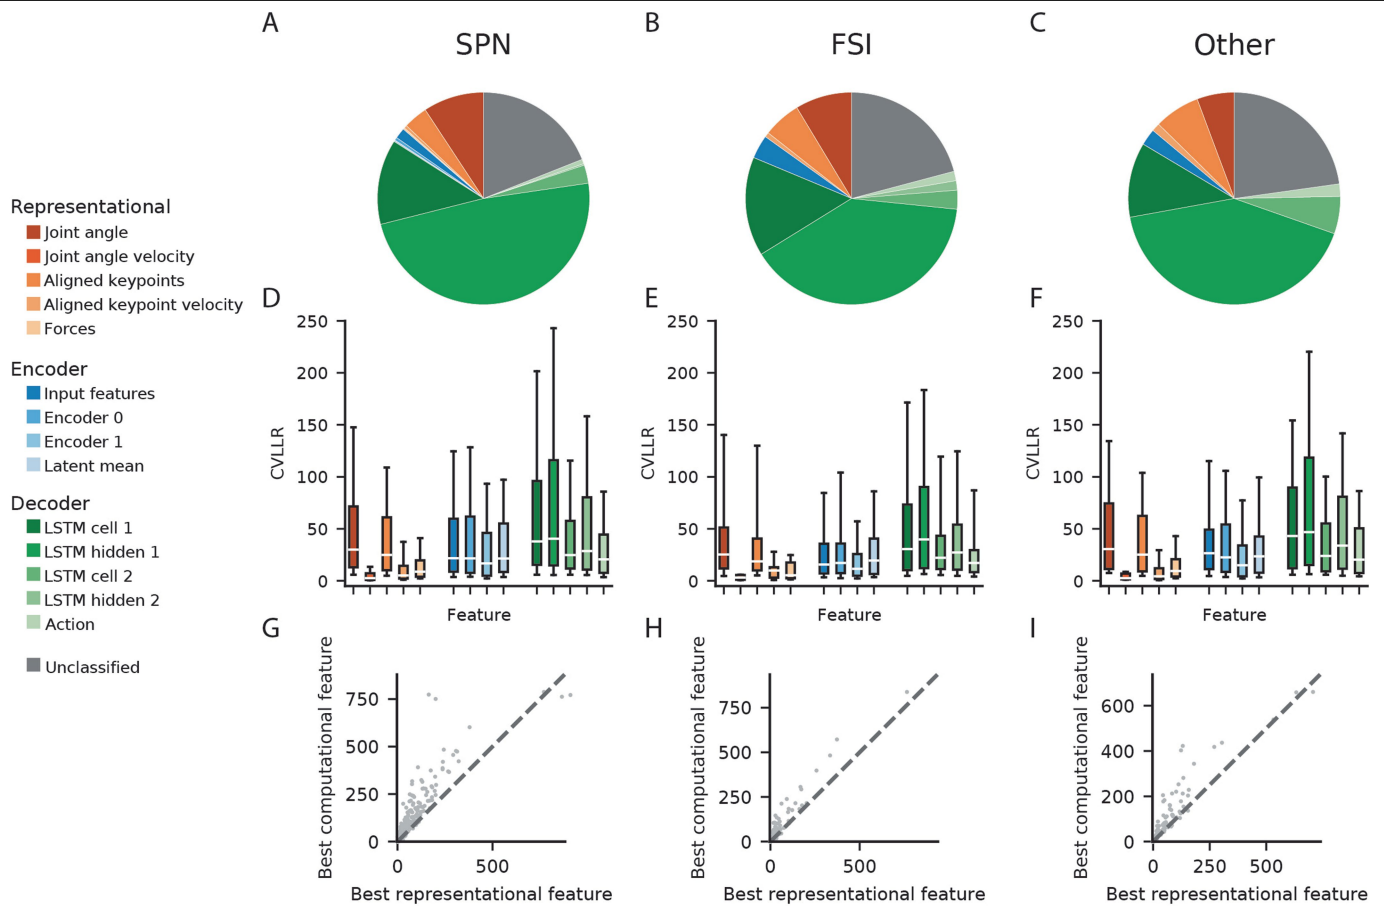 A
SPN
B
FSI
C
Other
Representational
Joint angle
Joint angle velocity
Aligned keypoints
Aligned keypoint velocity
Forces
Encoder
Input features
Encoder 0
Encoder 1
Latent mean
Decoder
LSTM cell 1
LSTM hidden 1
LSTM cell 2
LSTM hidden 2
Action
Unclassified
D
CVLLR
250
200
150
100
50
0
Feature
E
CVLLR
250
200
150
100
50
0
Feature
F
CVLLR
250
200
150
100
50
0
Feature
G
Best computational feature
750
500
250
0
0
500
Best representational feature
H
Best computational feature
750
500
250
0
0
500
Best representational feature
I
Best computational feature
600
400
200
0
0
250
500
Best representational feature